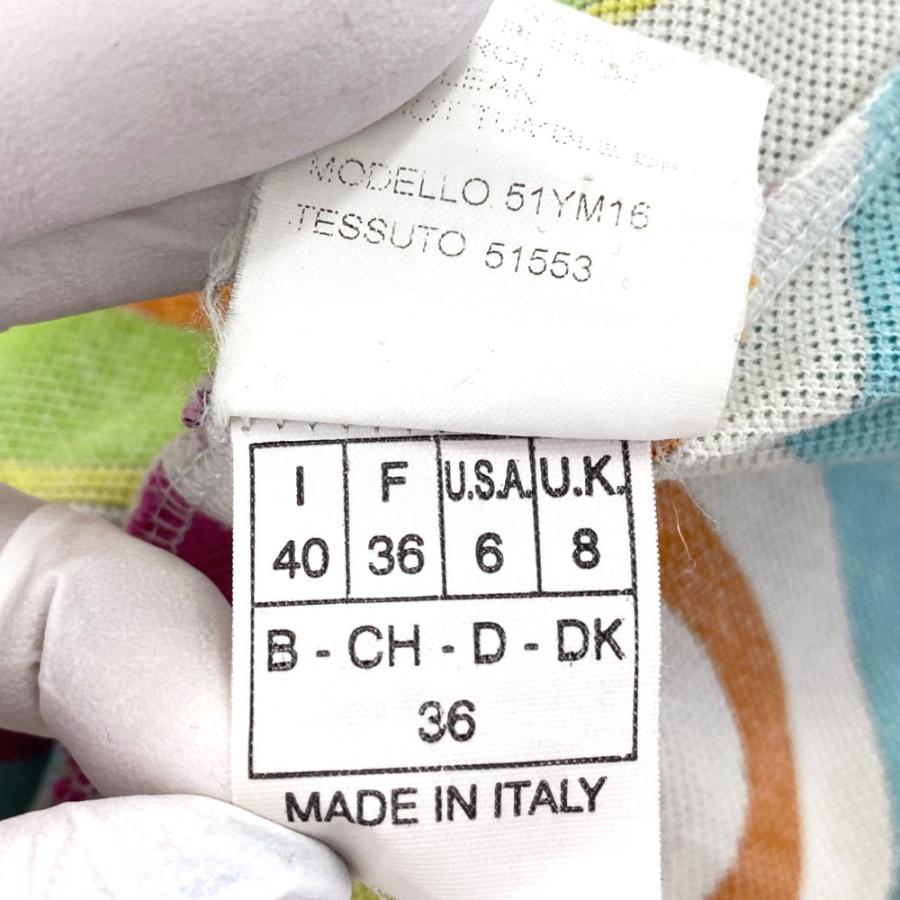 MODELLO 51YM16
TESSUTO 51553
I F U.S.A. U.K.
40 36 6 8
B - CH - D - DK
36
MADE IN ITALY